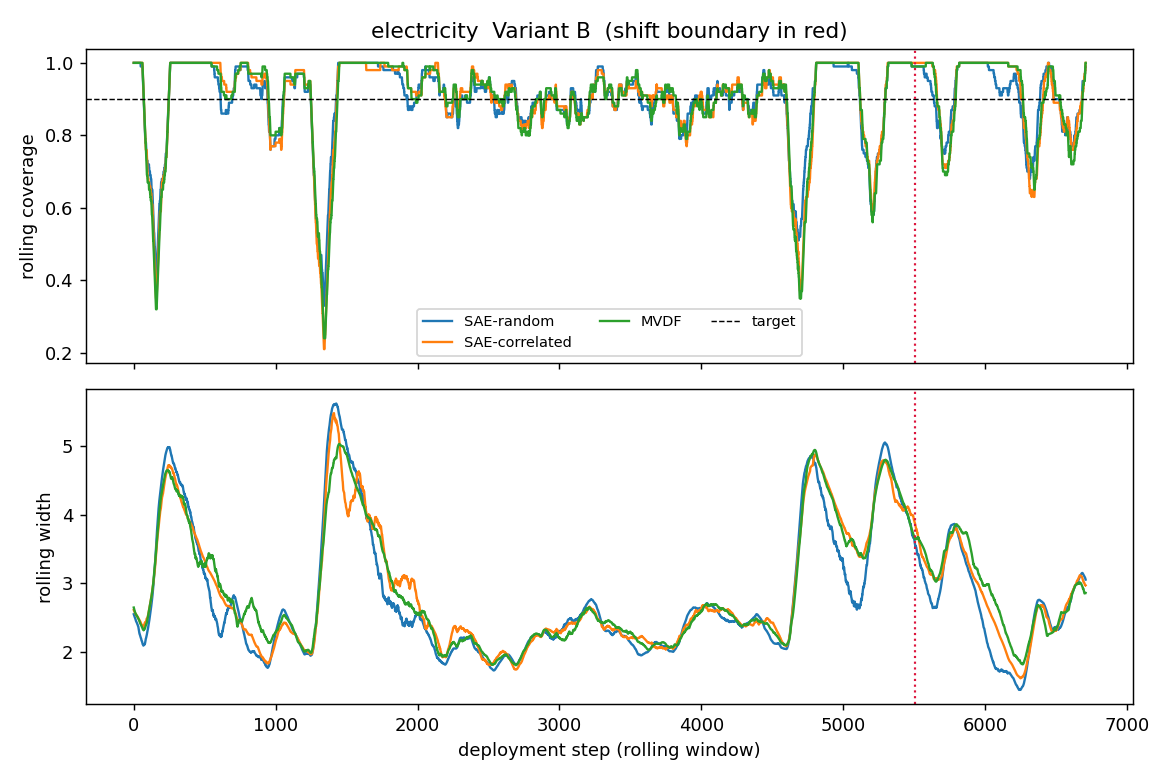 electricity  Variant B  (shift boundary in red)
1.0
0.8
0.6
0.4
0.2
rolling coverage
SAE-random
SAE-correlated
MVDF
target
5
4
3
2
rolling width
0
1000
2000
3000
4000
5000
6000
7000
deployment step (rolling window)